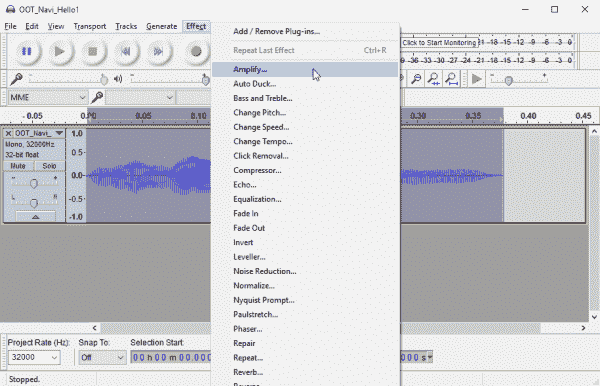 OOT_Navi_Hello1
File Edit View Transport Tracks Generate Effect
Add / Remove Plug-ins...
Repeat Last Effect Ctrl+R
Amplify...
Auto Duck...
Bass and Treble...
Change Pitch...
Change Speed...
Change Tempo...
Click Removal...
Compressor...
Echo...
Equalization...
Fade In
Fade Out
Invert
Leveller...
Noise Reduction...
Normalize...
Nyquist Prompt...
Paulstretch...
Phaser...
Repair
Repeat...
Reverb...
Reverse
Click to Start Monitoring -21 -18 -15 -12 -9 -6 -3 0
-36 -30 -24 -21 -18 -15 -12 -9 -6 -3 0
MME
-0.05 0.00 0.05 0.10 0.30 0.35 0.40 0.45
OOT_Navi_ 1.0
Mono, 32000Hz
32-bit float
0.5
Mute Solo
- +
0.0
L R
-0.5
-1.0
Project Rate (Hz): Snap To: Selection Start:
32000 Off 00 h 00 m 00.000 000 s
Stopped.